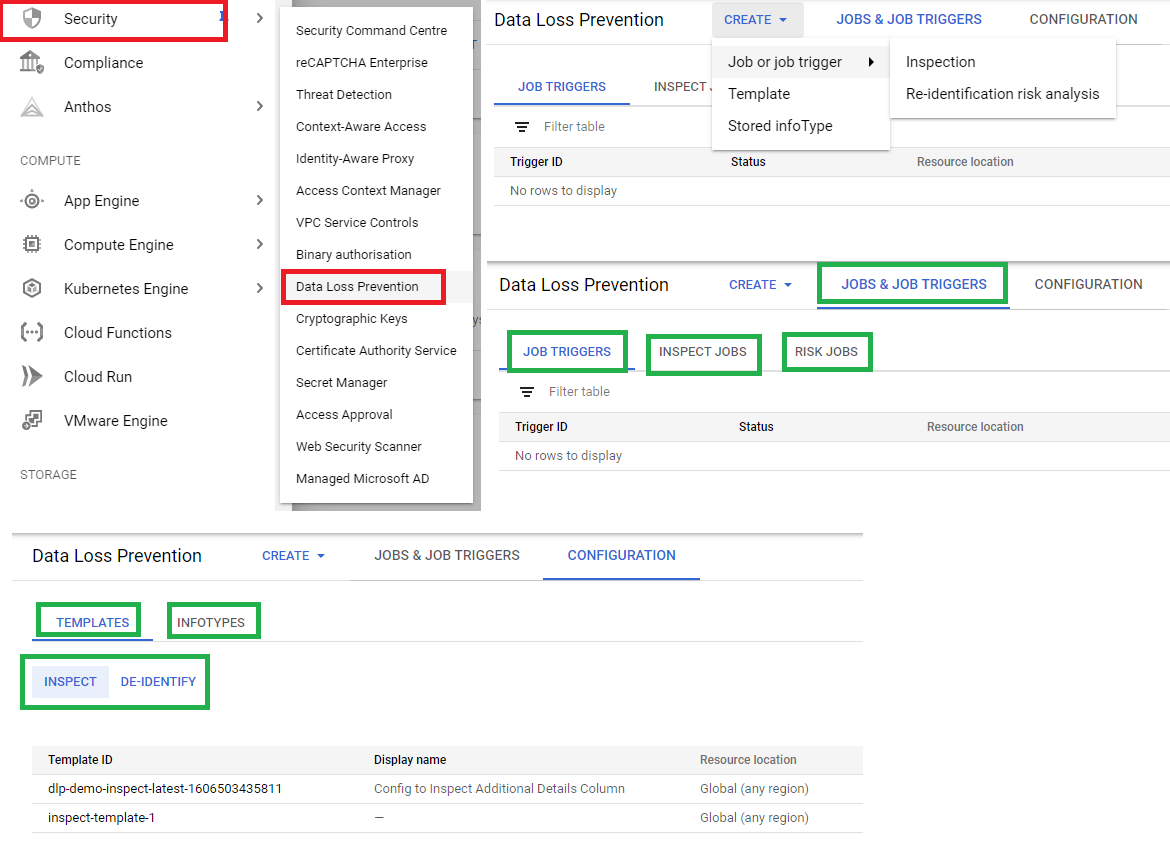 Security
Compliance
Anthos
COMPUTE
App Engine
Compute Engine
Kubernetes Engine
Cloud Functions
Cloud Run
VMware Engine
STORAGE
Security Command Centre
reCAPTCHA Enterprise
Threat Detection
Context-Aware Access
Identity-Aware Proxy
Access Context Manager
VPC Service Controls
Binary authorisation
Data Loss Prevention
Cryptographic Keys
Certificate Authority Service
Secret Manager
Access Approval
Web Security Scanner
Managed Microsoft AD
Data Loss Prevention CREATE JOBS & JOB TRIGGERS CONFIGURATION
Job or job trigger Inspection
JOB TRIGGERS INSPECT J
Template Re-identification risk analysis
Filter table Stored infoType
Trigger ID Status Resource location
No rows to display
Data Loss Prevention CREATE JOBS & JOB TRIGGERS CONFIGURATION
JOB TRIGGERS INSPECT JOBS RISK JOBS
Filter table
Trigger ID Status Resource location
No rows to display
Data Loss Prevention CREATE JOBS & JOB TRIGGERS CONFIGURATION
TEMPLATES INFOTYPES
INSPECT DE-IDENTIFY
Template ID Display name Resource location
dlp-demo-inspect-latest-1606503435811 Config to Inspect Additional Details Column Global (any region)
inspect-template-1 — Global (any region)